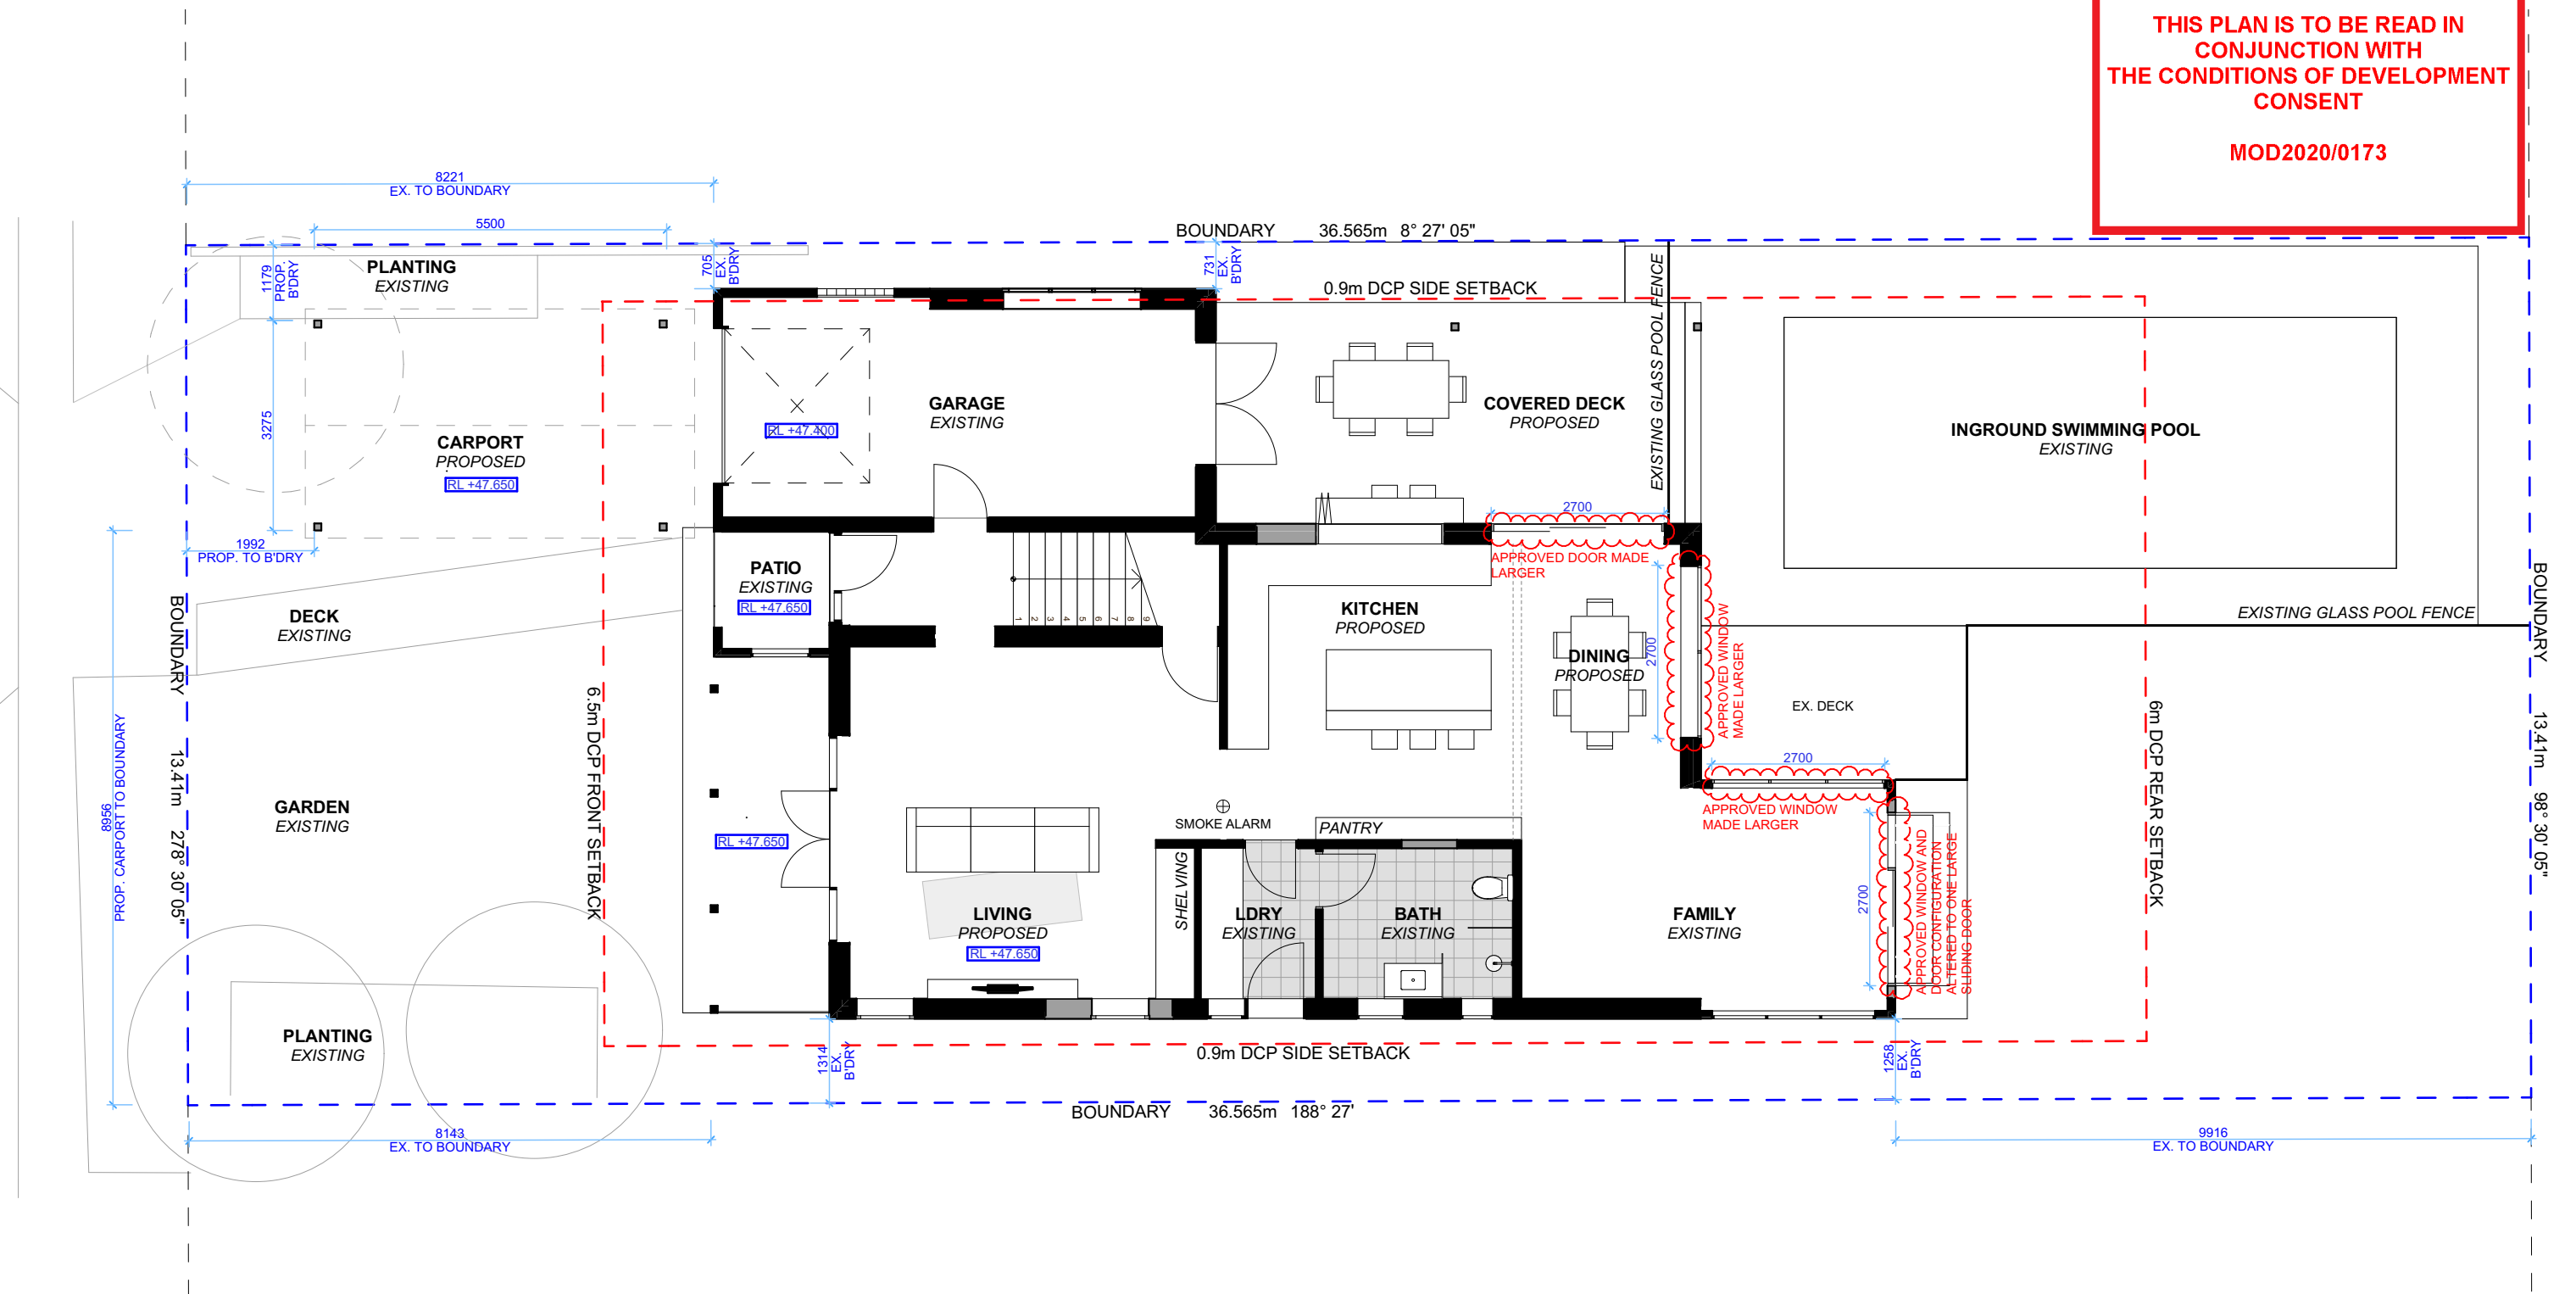 THIS PLAN IS TO BE READ IN
CONJUNCTION WITH
THE CONDITIONS OF DEVELOPMENT
CONSENT
MOD2020/0173
8221
EX. TO BOUNDARY
5500
BOUNDARY 36.565m 8° 27' 05"
1179
PROP.
B'DRY
PLANTING
EXISTING
705
EX.
B'DRY
731
EX.
B'DRY
0.9m DCP SIDE SETBACK
EXISTING GLASS POOL FENCE
3275
CARPORT
PROPOSED
RL +47.650
GARAGE
EXISTING
RL +47.400
COVERED DECK
PROPOSED
INGROUND SWIMMING POOL
EXISTING
1992
PROP. TO B'DRY
2700
APPROVED DOOR MADE
LARGER
PATIO
EXISTING
RL +47.650
1
2
3
4
5
6
7
8
9
DECK
EXISTING
KITCHEN
PROPOSED
DINING
PROPOSED
2700
APPROVED WINDOW
MADE LARGER
EXISTING GLASS POOL FENCE
BOUNDARY 13.41m 278° 30' 05"
BOUNDARY 13.41m 98° 30' 05"
6.5m DCP FRONT SETBACK
6m DCP REAR SETBACK
EX. DECK
8956
PROP. CARPORT TO BOUNDARY
GARDEN
EXISTING
RL +47.650
2700
APPROVED WINDOW
MADE LARGER
SMOKE ALARM
PANTRY
SHELVING
LIVING
PROPOSED
RL +47.650
LDRY
EXISTING
BATH
EXISTING
FAMILY
EXISTING
2700
APPROVED WINDOW AND
DOOR CONFIGURATION
ALTERED TO ONE LARGE
SLIDING DOOR
PLANTING
EXISTING
1314
EX.
B'DRY
0.9m DCP SIDE SETBACK
1258
EX.
B'DRY
BOUNDARY 36.565m 188° 27'
8143
EX. TO BOUNDARY
9916
EX. TO BOUNDARY